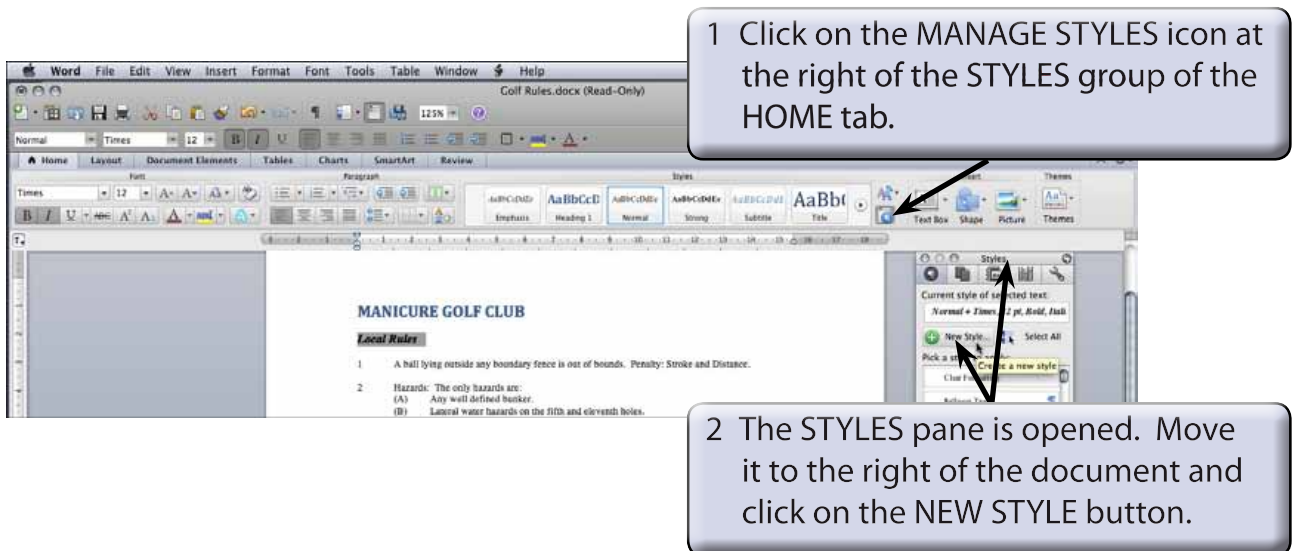 1 Click on the MANAGE STYLES icon at
the right of the STYLES group of the
HOME tab.
Word File Edit View Insert Format Font Tools Table Window Help
Golf Rules.docx (Read-Only)
125%
Normal Times 12 B I U
Home Layout Document Elements Tables Charts SmartArt Review
Font Paragraph Styles Insert Themes
Times 12
AaBbCcDdEe AaBbCcD AaBbCcDdEe AaBbCcDdEe AaBbCcDdE AaBb(
Emphasis Heading 1 Normal Strong Subtitle Title
B I U Text Box Shape Picture Themes
Styles
Current style of selected text
MANICURE GOLF CLUB
Local Rules
New Style... Select All
Create a new style
1 A ball lying outside any boundary fence is out of bounds. Penalty: Stroke and Distance.
2 Hazards: The only hazards are:
(A) Any well defined bunker.
(B) Lateral water hazards on the fifth and eleventh holes.
2 The STYLES pane is opened. Move
it to the right of the document and
click on the NEW STYLE button.